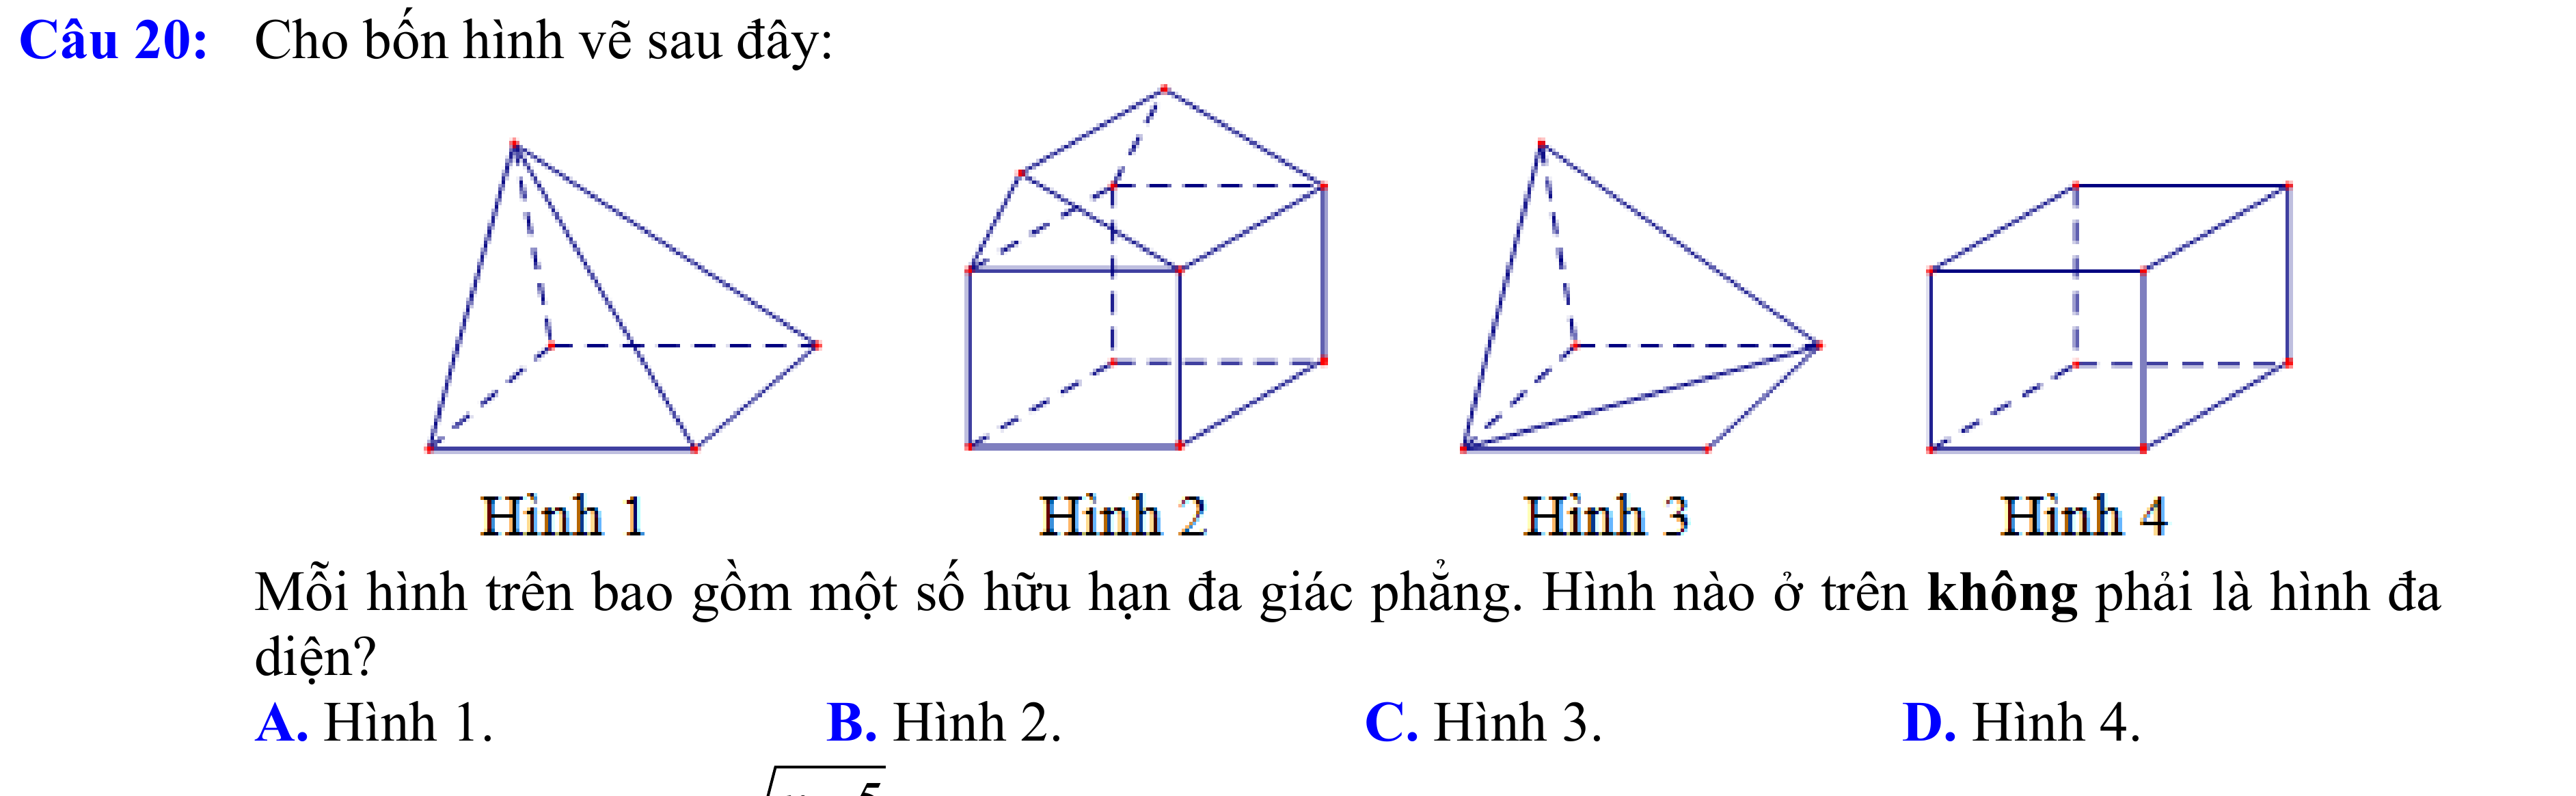 Câu 20: Cho bốn hình vẽ sau đây:
Hình 1 Hình 2 Hình 3 Hình 4
Mỗi hình trên bao gồm một số hữu hạn đa giác phẳng. Hình nào ở trên không phải là hình đa
diện?
A. Hình 1. B. Hình 2. C. Hình 3. D. Hình 4.